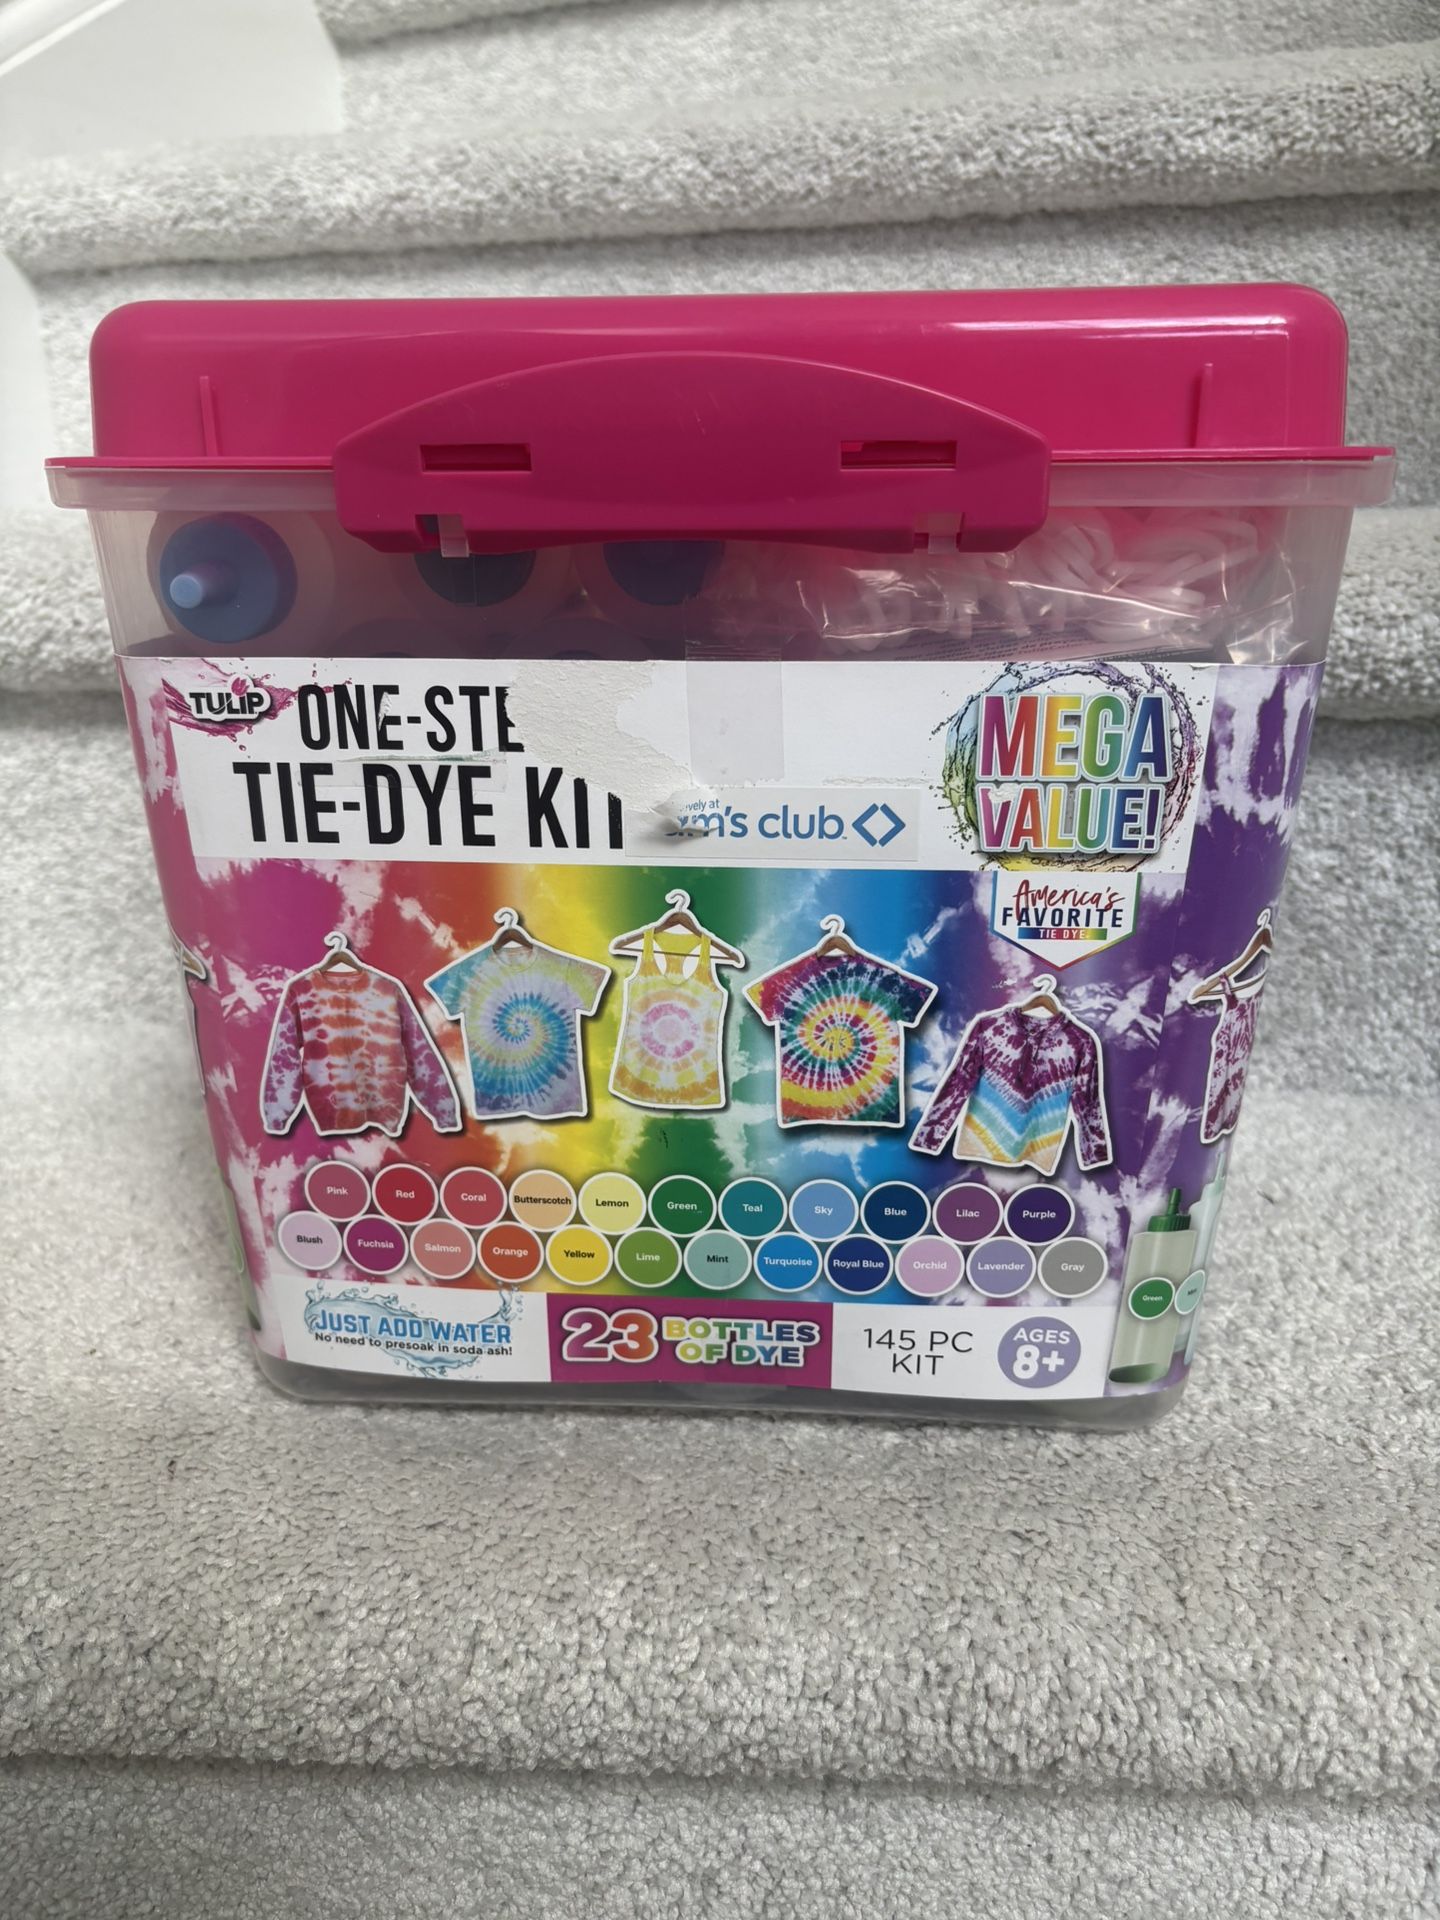 TULIP
ONE-STE
TIE-DYE KIT
vely at
am's club
MEGA
VALUE!
America's
FAVORITE
TIE DYE
Pink Red Coral Butterscotch Lemon Green Teal Sky Blue Lilac Purple
Blush Fuchsia Salmon Orange Yellow Lime Mint Turquoise Royal Blue Orchid Lavender Gray
Green
JUST ADD WATER
No need to presoak in soda ash!
23 BOTTLES
OF DYE
145 PC
KIT
AGES
8+